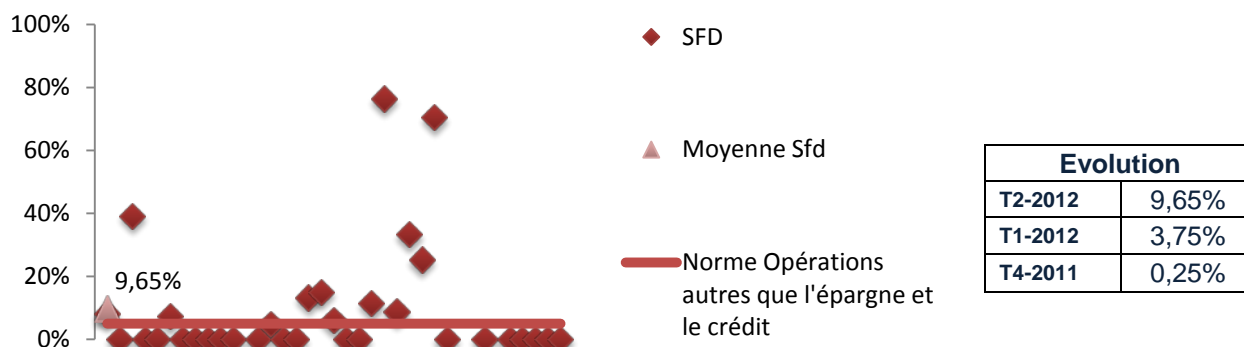 100%
80%
60%
40%
20%
0%
9,65%
SFD
Moyenne Sfd
Norme Opérations
autres que l'épargne et
le crédit
Evolution
T2-2012 9,65%
T1-2012 3,75%
T4-2011 0,25%